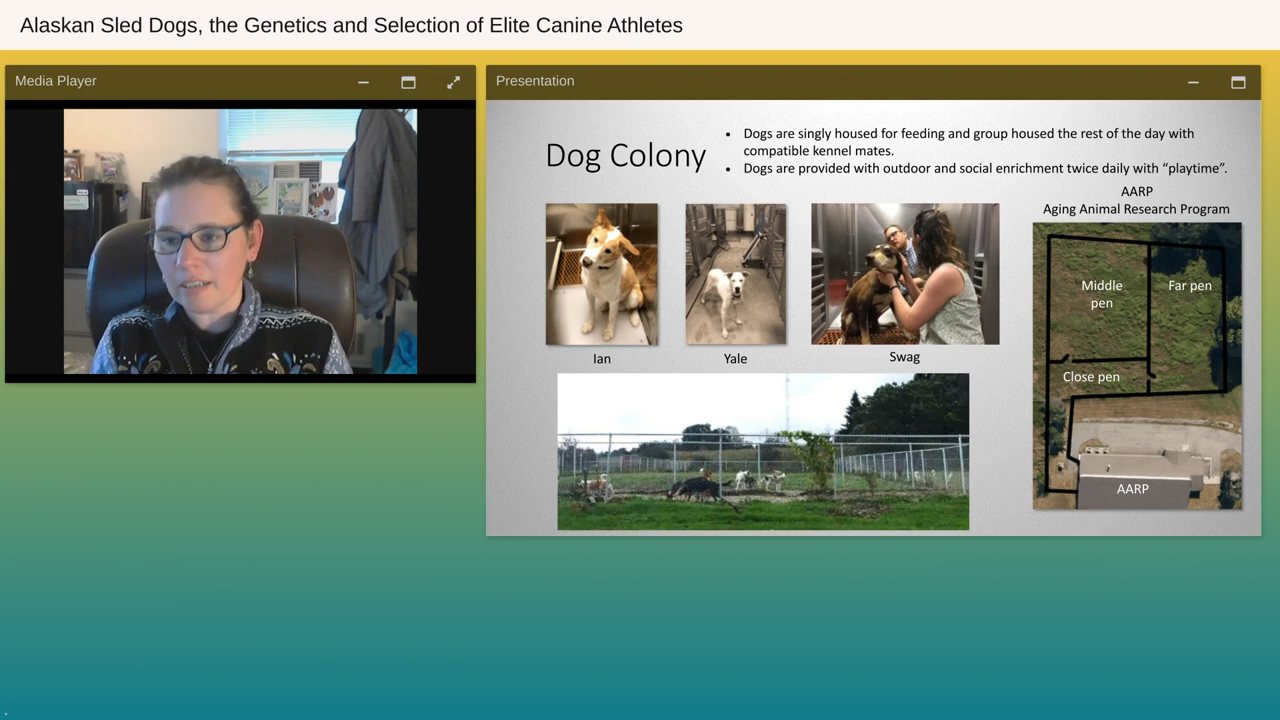 Alaskan Sled Dogs, the Genetics and Selection of Elite Canine Athletes
Media Player
Presentation
Dog Colony
• Dogs are singly housed for feeding and group housed the rest of the day with
compatible kennel mates.
• Dogs are provided with outdoor and social enrichment twice daily with “playtime”.
AARP
Aging Animal Research Program
Ian
Yale
Swag
Middle
pen
Far pen
Close pen
AARP